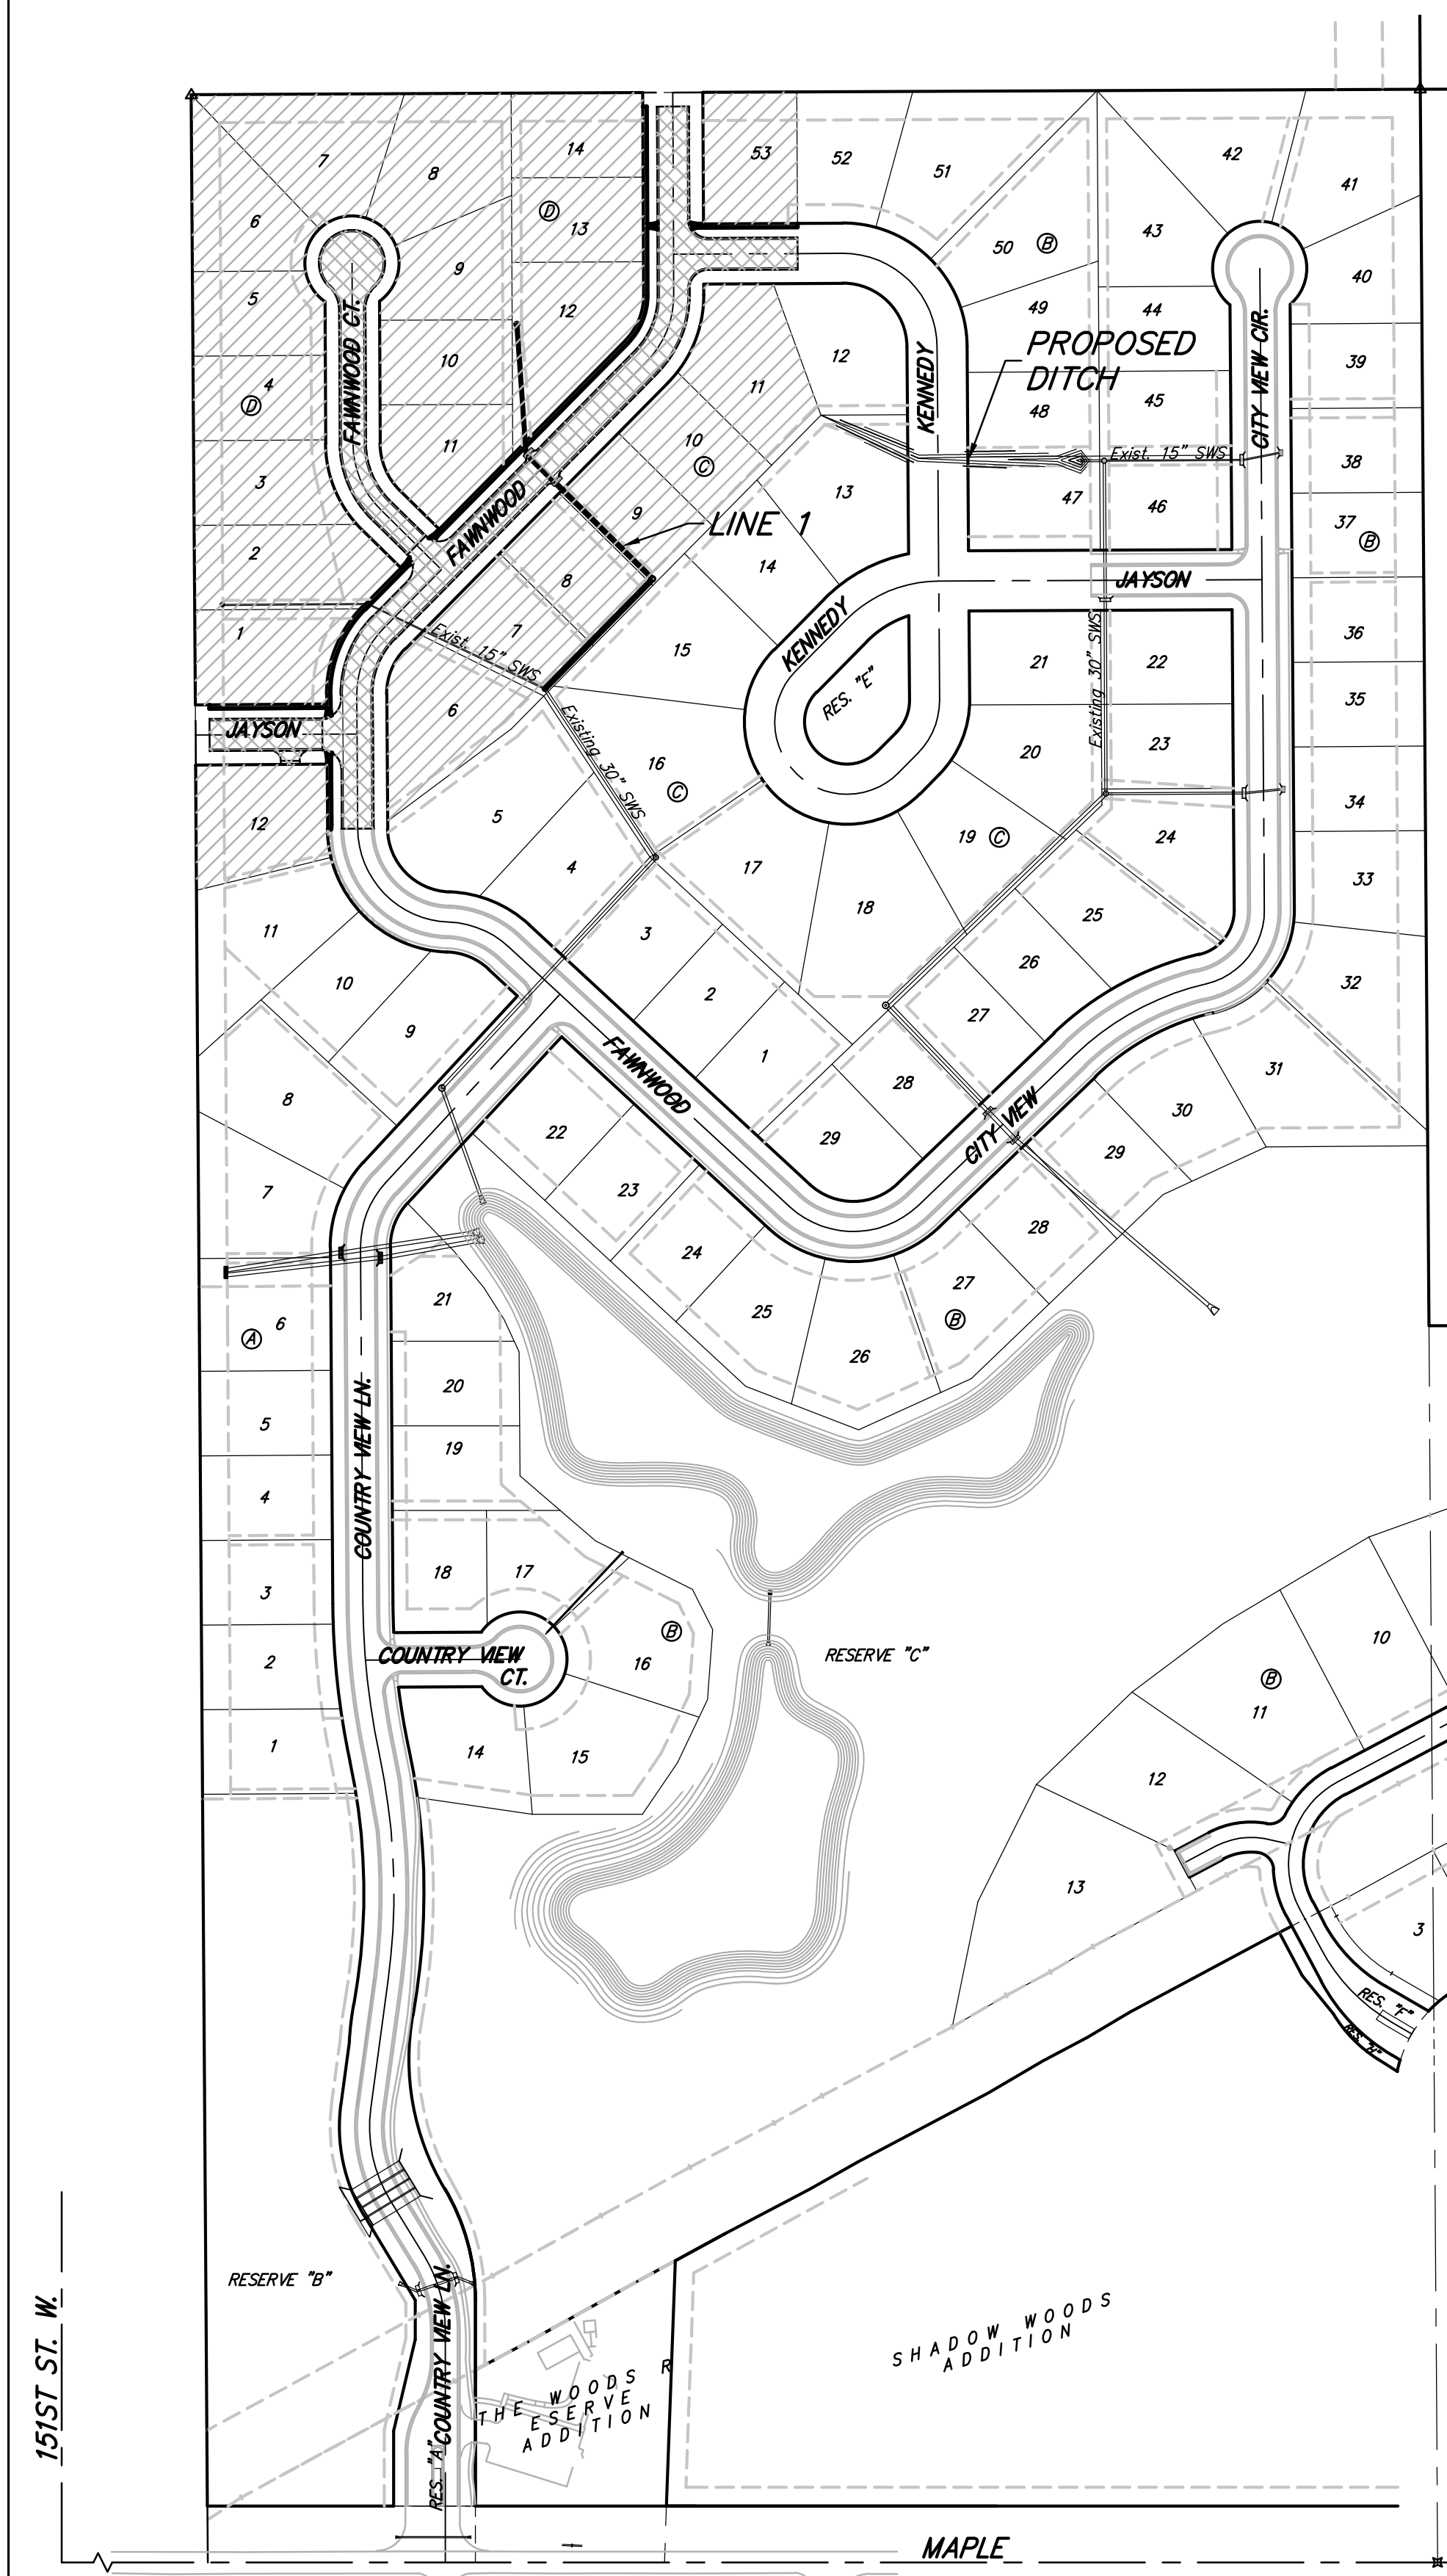 7
8
14
53
52
51
42
41
6
D
13
50
B
43
40
5
9
12
49
44
FAWNWOOD CT.
CITY VIEW CIR.
4
D
10
11
12
KENNEDY
PROPOSED
DITCH
48
45
39
3
11
10
C
Exist. 15" SWS
38
2
FAWNWOOD
9
LINE 1
13
47
46
37
B
8
14
JAYSON
1
7
Exist. 15" SWS
15
KENNEDY
RES. "E"
21
Existing 30" SWS
22
36
35
6
JAYSON
Existing 30" SWS
16
C
20
23
34
12
5
4
17
19
C
24
33
11
3
18
25
10
9
2
26
27
32
8
FAWNWOOD
1
28
31
22
29
CITY VIEW
30
29
7
23
24
28
21
25
27
B
6
A
26
20
5
19
4
COUNTRY VIEW LN.
18
17
3
B
16
2
COUNTRY VIEW
CT.
RESERVE "C"
10
B
11
1
14
15
12
13
3
RES. "F"
RES. "H"
RESERVE "B"
COUNTRY VIEW LN.
SHADOW WOODS
ADDITION
THE WOODS R
ESERVE
ADDITION
151ST ST. W.
RES. "A"
MAPLE